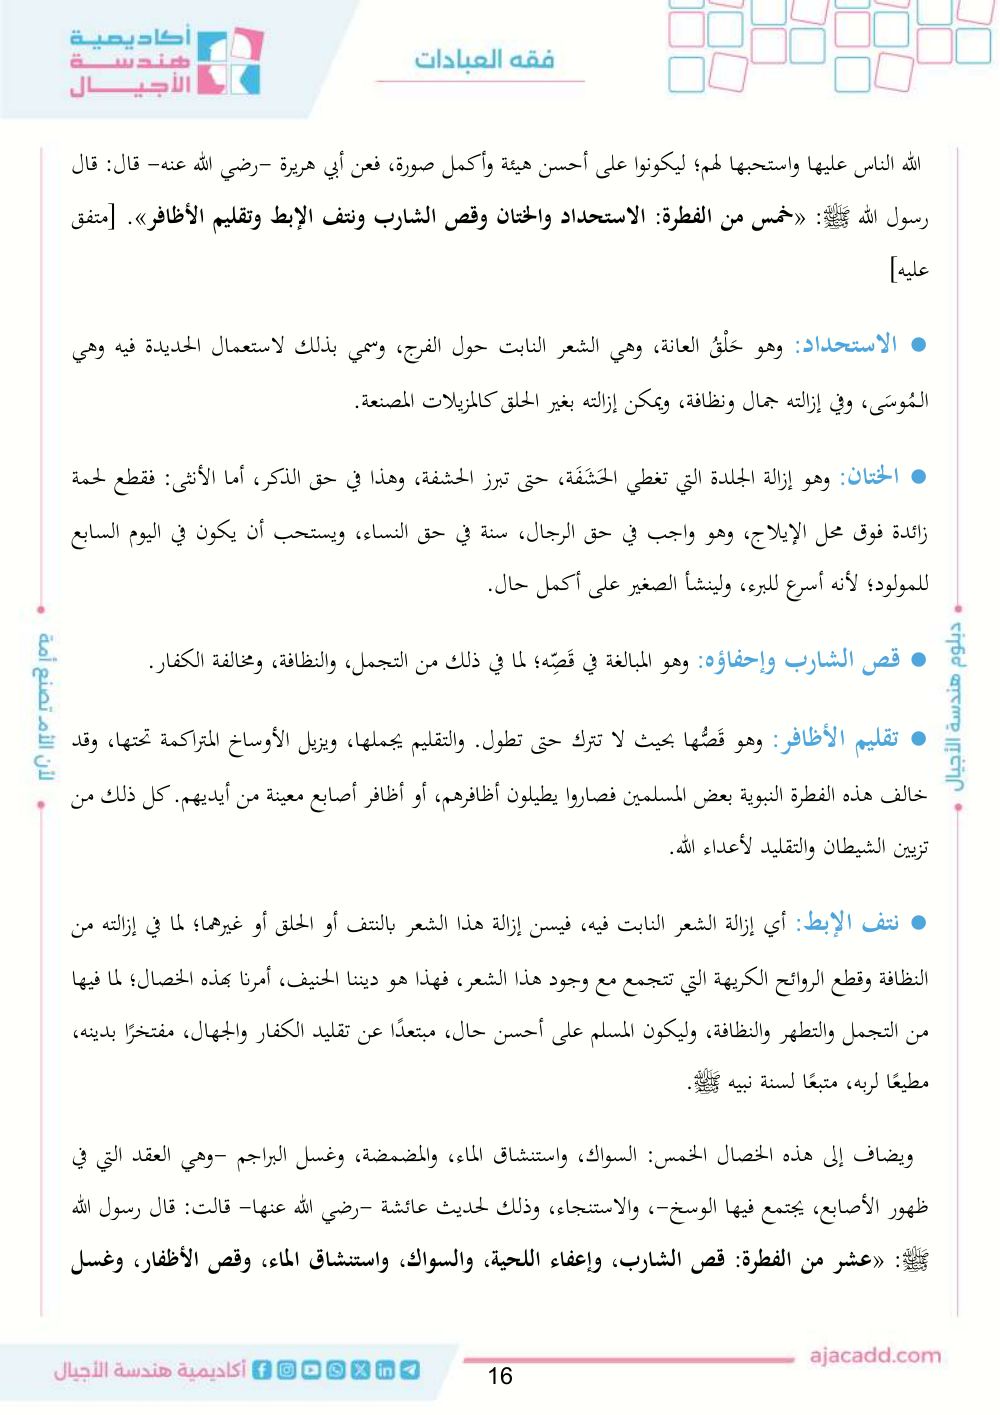 أكاديمية
هندسة
الأجيال
فقه العبادات
الله الناس عليها واستحبها لهم؛ ليكونوا على أحسن هيئة وأكمل صورة، فعن أبي هريرة –رضي الله عنه– قال: قال
رسول الله ﷺ: «خمس من الفطرة: الاستحداد والختان وقص الشارب ونتف الإبط وتقليم الأظافر». [متفق
عليه]
● الاستحداد: وهو حَلْقُ العانة، وهي الشعر النابت حول الفرج، وسمي بذلك لاستعمال الحديدة فيه وهي
المُوسَى، وفي إزالته جمال ونظافة، ويمكن إزالته بغير الحلق كالمزيلات المصنعة.
● الختان: وهو إزالة الجلدة التي تغطي الحَشَفَة، حتى تبرز الحشفة، وهذا في حق الذكر، أما الأنثى: فقطع لحمة
زائدة فوق محل الإيلاج، وهو واجب في حق الرجال، سنة في حق النساء، ويستحب أن يكون في اليوم السابع
للمولود؛ لأنه أسرع للبرء، ولينشأ الصغير على أكمل حال.
● قص الشارب وإحفاؤه: وهو المبالغة في قَصِّه؛ لما في ذلك من التجمل، والنظافة، ومخالفة الكفار.
● تقليم الأظافر: وهو قَصُّها بحيث لا تترك حتى تطول. والتقليم يجملها، ويزيل الأوساخ المتراكمة تحتها، وقد
خالف هذه الفطرة النبوية بعض المسلمين فصاروا يطيلون أظافرهم، أو أظافر أصابع معينة من أيديهم. كل ذلك من
تزيين الشيطان والتقليد لأعداء الله.
● نتف الإبط: أي إزالة الشعر النابت فيه، فيسن إزالة هذا الشعر بالنتف أو الحلق أو غيرهما؛ لما في إزالته من
النظافة وقطع الروائح الكريهة التي تتجمع مع وجود هذا الشعر، فهذا هو ديننا الحنيف، أمرنا بهذه الخصال؛ لما فيها
من التجمل والتطهر والنظافة، وليكون المسلم على أحسن حال، مبتعدًا عن تقليد الكفار والجهال، مفتخرًا بدينه،
مطيعًا لربه، متبعًا لسنة نبيه ﷺ.
ويضاف إلى هذه الخصال الخمس: السواك، واستنشاق الماء، والمضمضة، وغسل البراجم –وهي العقد التي في
ظهور الأصابع، يجتمع فيها الوسخ–، والاستنجاء، وذلك لحديث عائشة –رضي الله عنها– قالت: قال رسول الله
ﷺ: «عشر من الفطرة: قص الشارب، وإعفاء اللحية، والسواك، واستنشاق الماء، وقص الأظفار، وغسل
دبلوم هندسة الأجيال
لأن الأم تصنع أمة
ajacadd.com
16
أكاديمية هندسة الأجيال